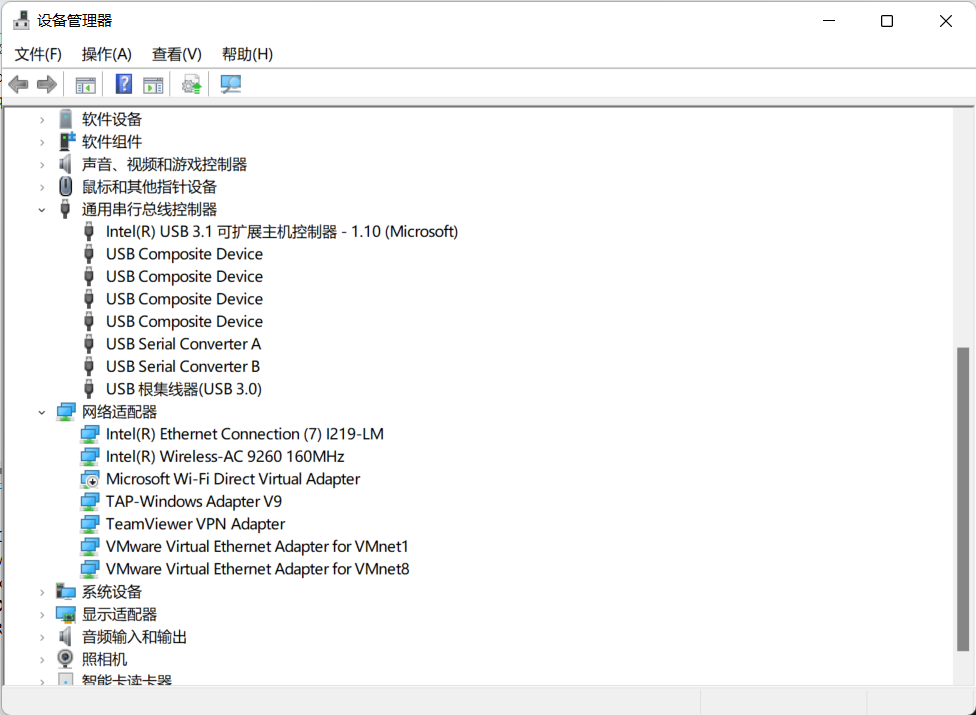 设备管理器
文件(F) 操作(A) 查看(V) 帮助(H)
软件设备
软件组件
声音、视频和游戏控制器
鼠标和其他指针设备
通用串行总线控制器
Intel(R) USB 3.1 可扩展主机控制器 - 1.10 (Microsoft)
USB Composite Device
USB Composite Device
USB Composite Device
USB Composite Device
USB Serial Converter A
USB Serial Converter B
USB 根集线器(USB 3.0)
网络适配器
Intel(R) Ethernet Connection (7) I219-LM
Intel(R) Wireless-AC 9260 160MHz
Microsoft Wi-Fi Direct Virtual Adapter
TAP-Windows Adapter V9
TeamViewer VPN Adapter
VMware Virtual Ethernet Adapter for VMnet1
VMware Virtual Ethernet Adapter for VMnet8
系统设备
显示适配器
音频输入和输出
照相机
智能卡读卡器